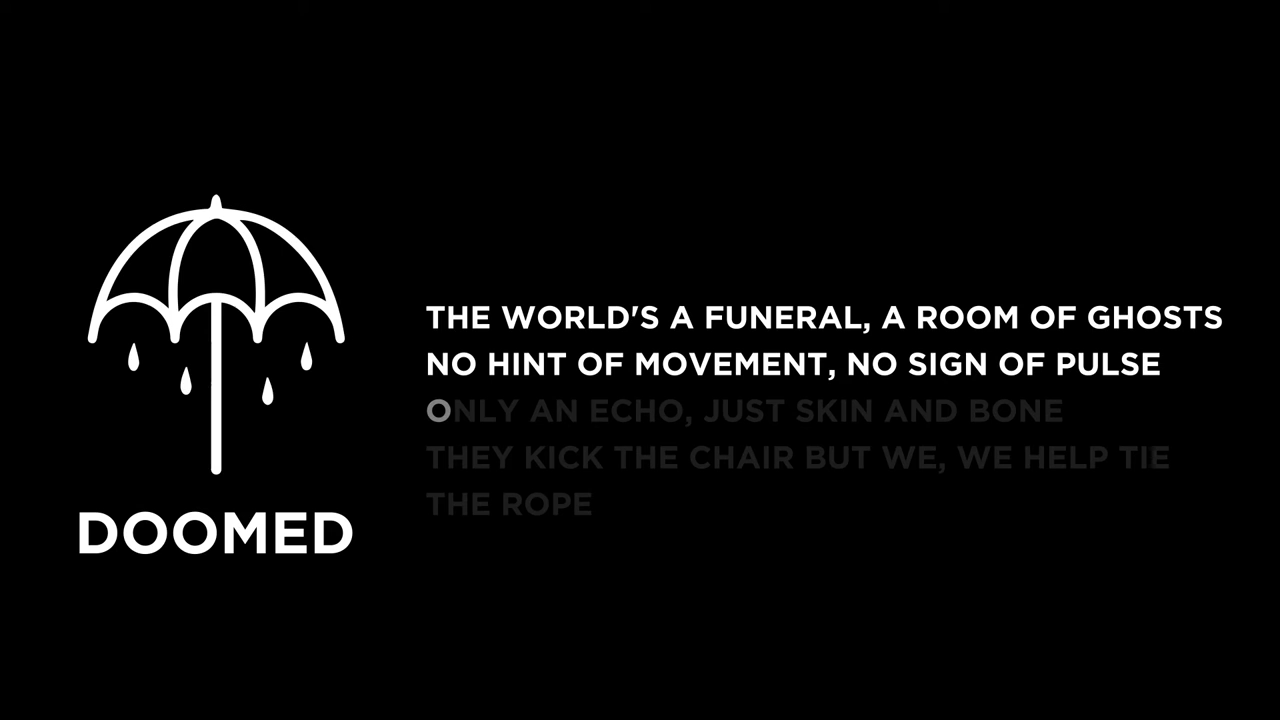 THE WORLD'S A FUNERAL, A ROOM OF GHOSTS
NO HINT OF MOVEMENT, NO SIGN OF PULSE
ONLY AN ECHO, JUST SKIN AND BONE
THEY KICK THE CHAIR BUT WE, WE HELP TIE
THE ROPE
DOOMED